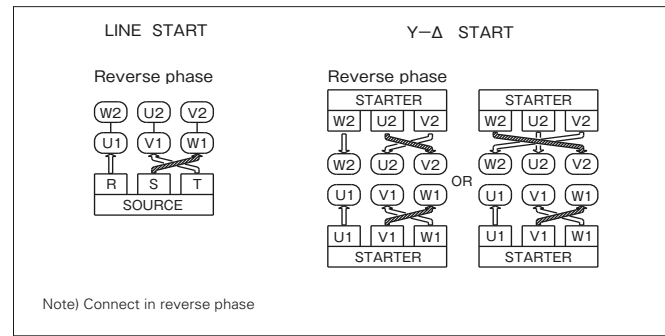 LINE START
Y−Δ START
Reverse phase
W2 U2 V2
U1 V1 W1
R S T
SOURCE
Reverse phase
STARTER
W2 U2 V2
W2 U2 V2
U1 V1 W1
U1 V1 W1
STARTER
OR
STARTER
W2 U2 V2
W2 U2 V2
U1 V1 W1
U1 V1 W1
STARTER
Note) Connect in reverse phase